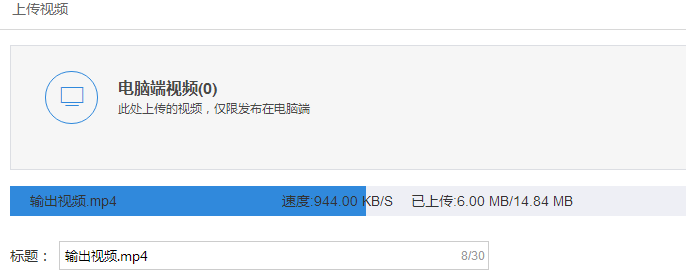 上传视频
电脑端视频(0)
此处上传的视频，仅限发布在电脑端
输出视频.mp4 速度:944.00 KB/S 已上传:6.00 MB/14.84 MB
标题： 输出视频.mp4 8/30